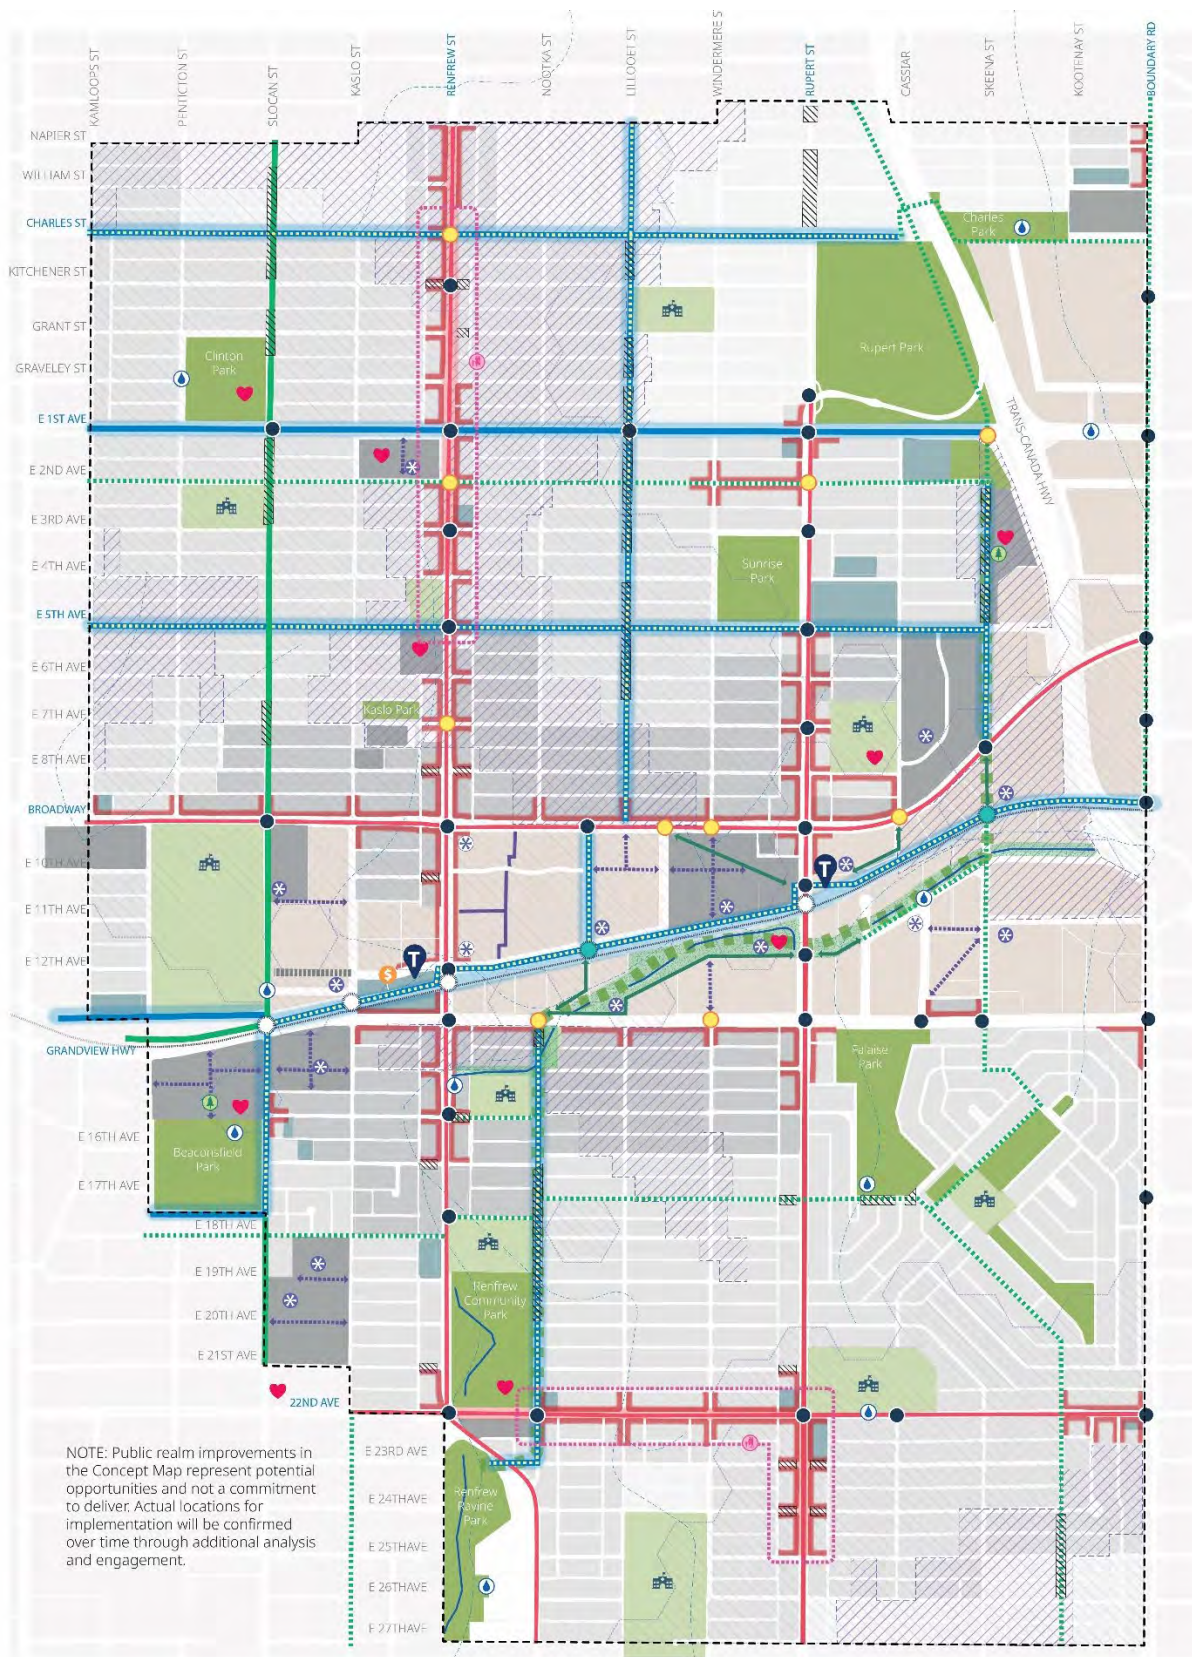 KAMLOOPS ST
PENTICTON ST
SLOCAN ST
KASLO ST
RENFREW ST
NOOTKA ST
LILLOOET ST
WINDERMERE S
RUPERT ST
CASSIAR
SKEENA ST
KOOTENAY ST
BOUNDARY RD
NAPIER ST
WILLIAM ST
CHARLES ST
Charles
Park
KITCHENER ST
GRANT ST
Rupert Park
Clinton
Park
GRAVELEY ST
E 1ST AVE
TRANS-CANADA HWY
E 2ND AVE
E 3RD AVE
E 4TH AVE
Sunrise
Park
E 5TH AVE
E 6TH AVE
E 7TH AVE
Kaslo Park
E 8TH AVE
BROADWAY
E 10TH AVE
T
E 11TH AVE
E 12TH AVE
T
$
GRANDVIEW HWY
Falaise
Park
E 16TH AVE
Beaconsfield
Park
E 17TH AVE
E 18TH AVE
E 19TH AVE
Renfrew
Community
Park
E 20TH AVE
E 21ST AVE
22ND AVE
NOTE: Public realm improvements in
the Concept Map represent potential
opportunities and not a commitment
to deliver. Actual locations for
implementation will be confirmed
over time through additional analysis
and engagement.
E 23RD AVE
E 24THAVE
Renfrew
Ravine
Park
E 25THAVE
E 26THAVE
E 27THAVE